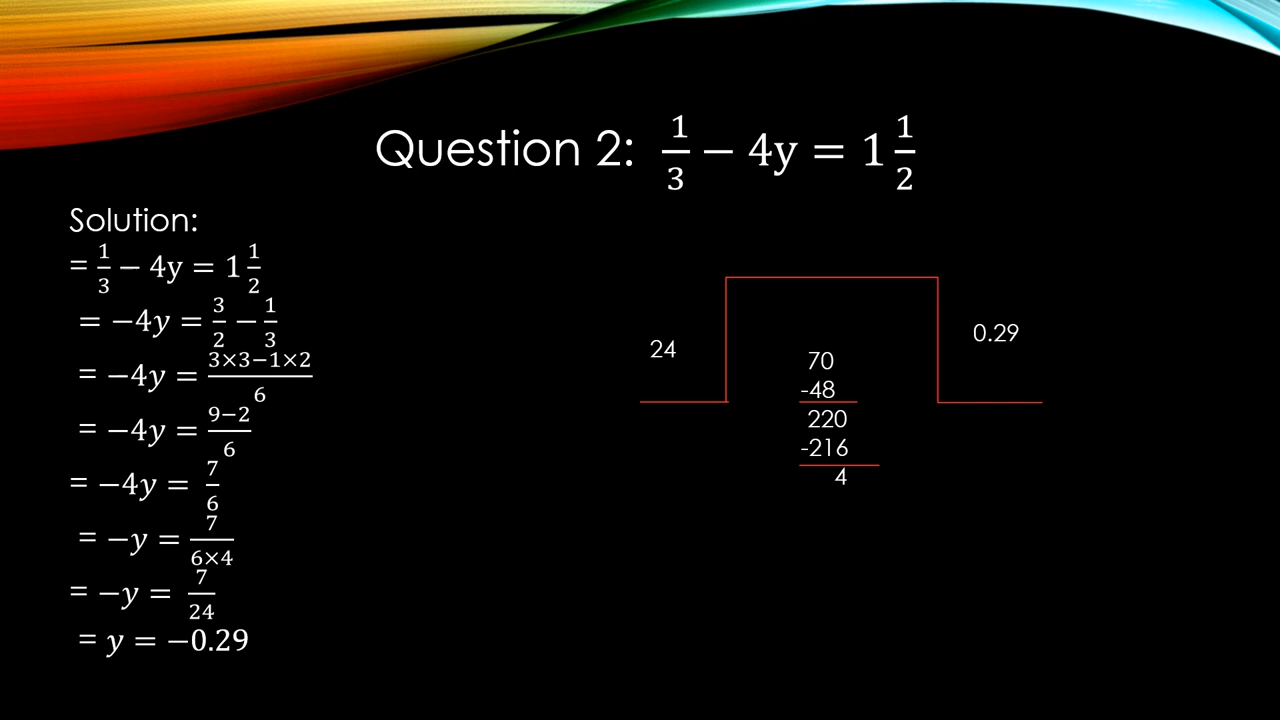 Question 2: 1/3 − 4y = 1 1/2
Solution:
= 1/3 − 4y = 1 1/2
= −4y = 3/2 − 1/3
= −4y = (3×3−1×2)/6
= −4y = (9−2)/6
= −4y = 7/6
= −y = 7/(6×4)
= −y = 7/24
= y = −0.29
24
70
-48
220
-216
4
0.29